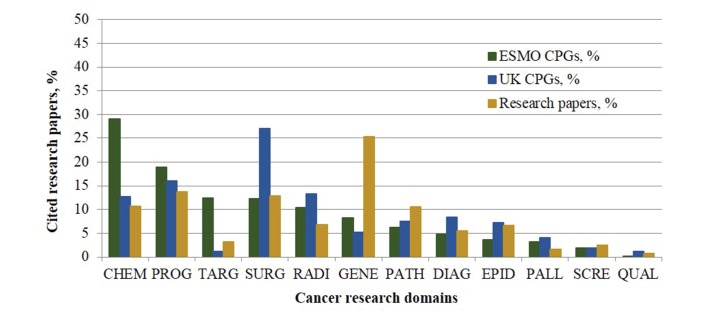 50
45
40
35
30
25
20
15
10
5
0
Cited research papers, %
ESMO CPGs, %
UK CPGs, %
Research papers, %
CHEM PROG TARG SURG RADI GENE PATH DIAG EPID PALL SCRE QUAL
Cancer research domains